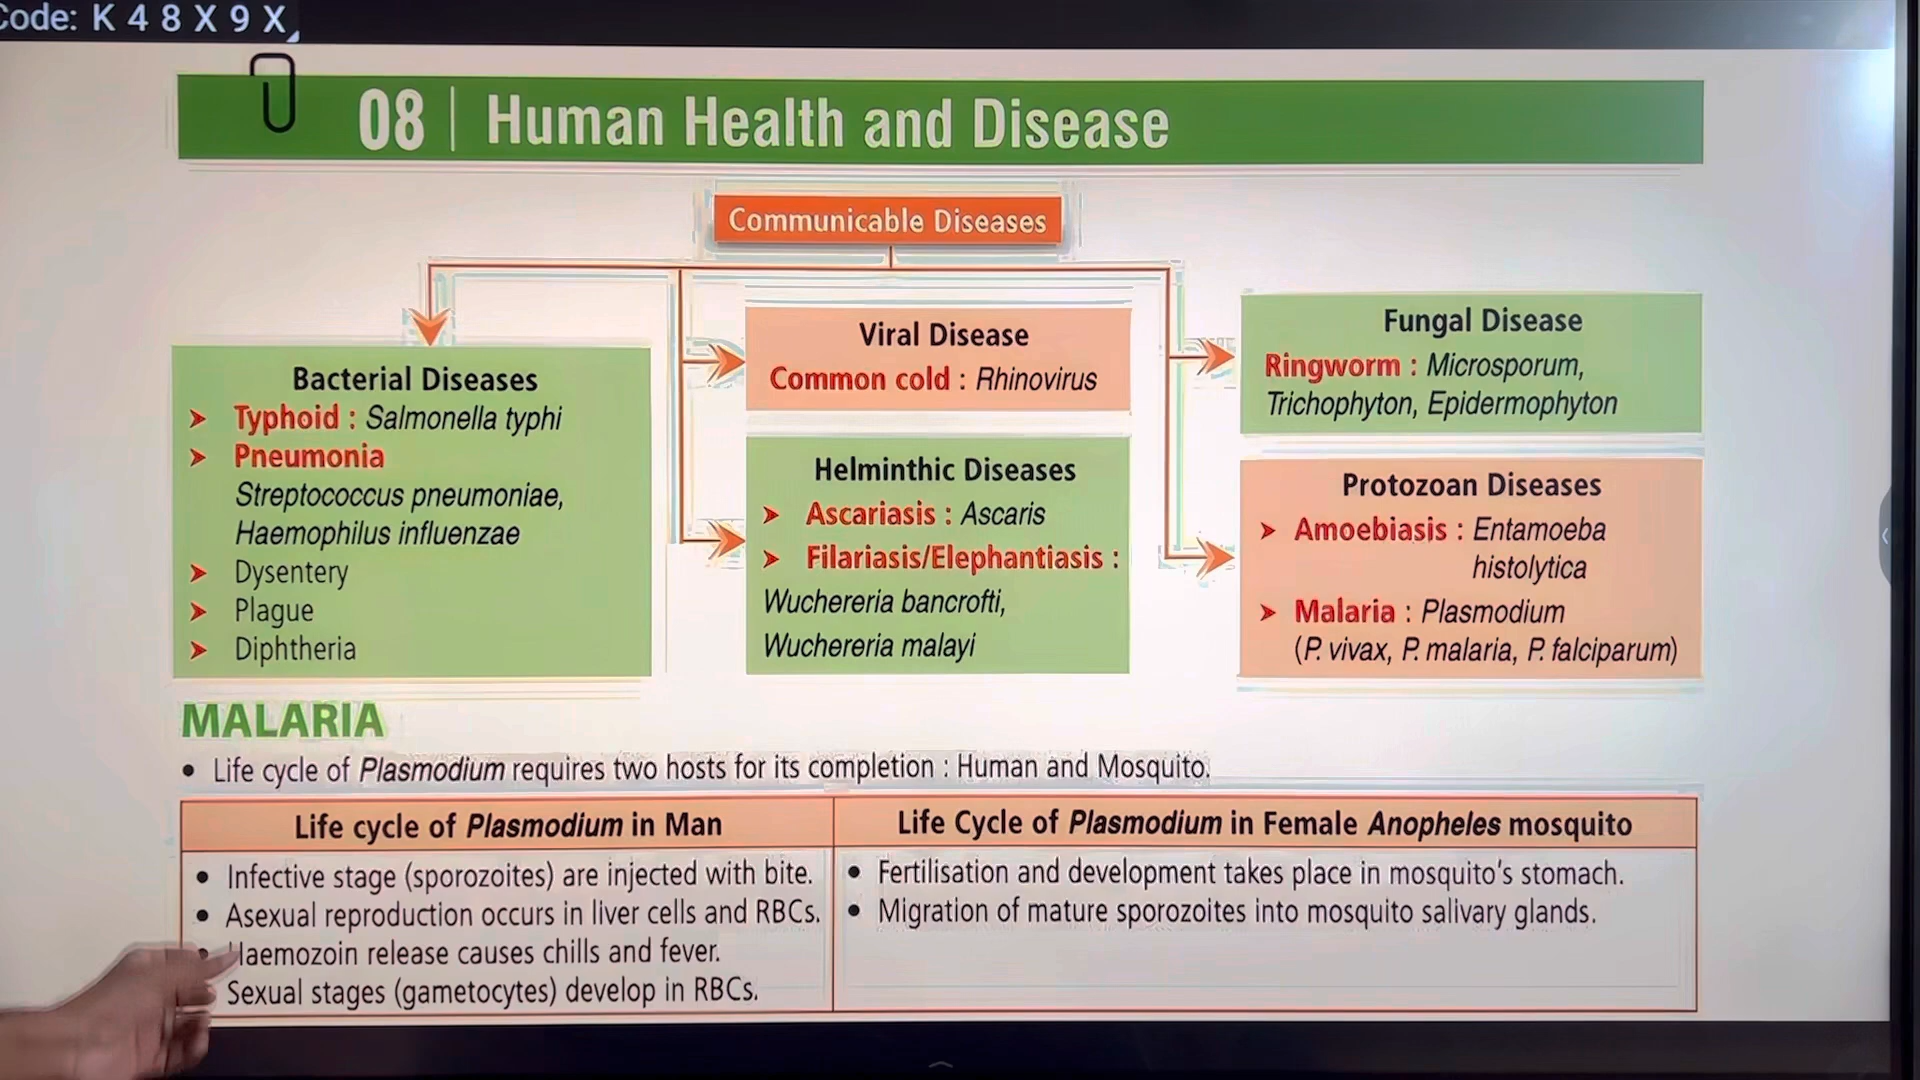 Code: K 4 8 X 9 X
08 | Human Health and Disease
Communicable Diseases
Bacterial Diseases
➤ Typhoid : Salmonella typhi
➤ Pneumonia
Streptococcus pneumoniae,
Haemophilus influenzae
➤ Dysentery
➤ Plague
➤ Diphtheria
Viral Disease
Common cold : Rhinovirus
Helminthic Diseases
➤ Ascariasis : Ascaris
➤ Filariasis/Elephantiasis :
Wuchereria bancrofti,
Wuchereria malayi
Fungal Disease
Ringworm : Microsporum,
Trichophyton, Epidermophyton
Protozoan Diseases
➤ Amoebiasis : Entamoeba
histolytica
➤ Malaria : Plasmodium
(P. vivax, P. malaria, P. falciparum)
MALARIA
• Life cycle of Plasmodium requires two hosts for its completion : Human and Mosquito.
Life cycle of Plasmodium in Man
• Infective stage (sporozoites) are injected with bite.
• Asexual reproduction occurs in liver cells and RBCs.
• Haemozoin release causes chills and fever.
Sexual stages (gametocytes) develop in RBCs.
Life Cycle of Plasmodium in Female Anopheles mosquito
• Fertilisation and development takes place in mosquito's stomach.
• Migration of mature sporozoites into mosquito salivary glands.